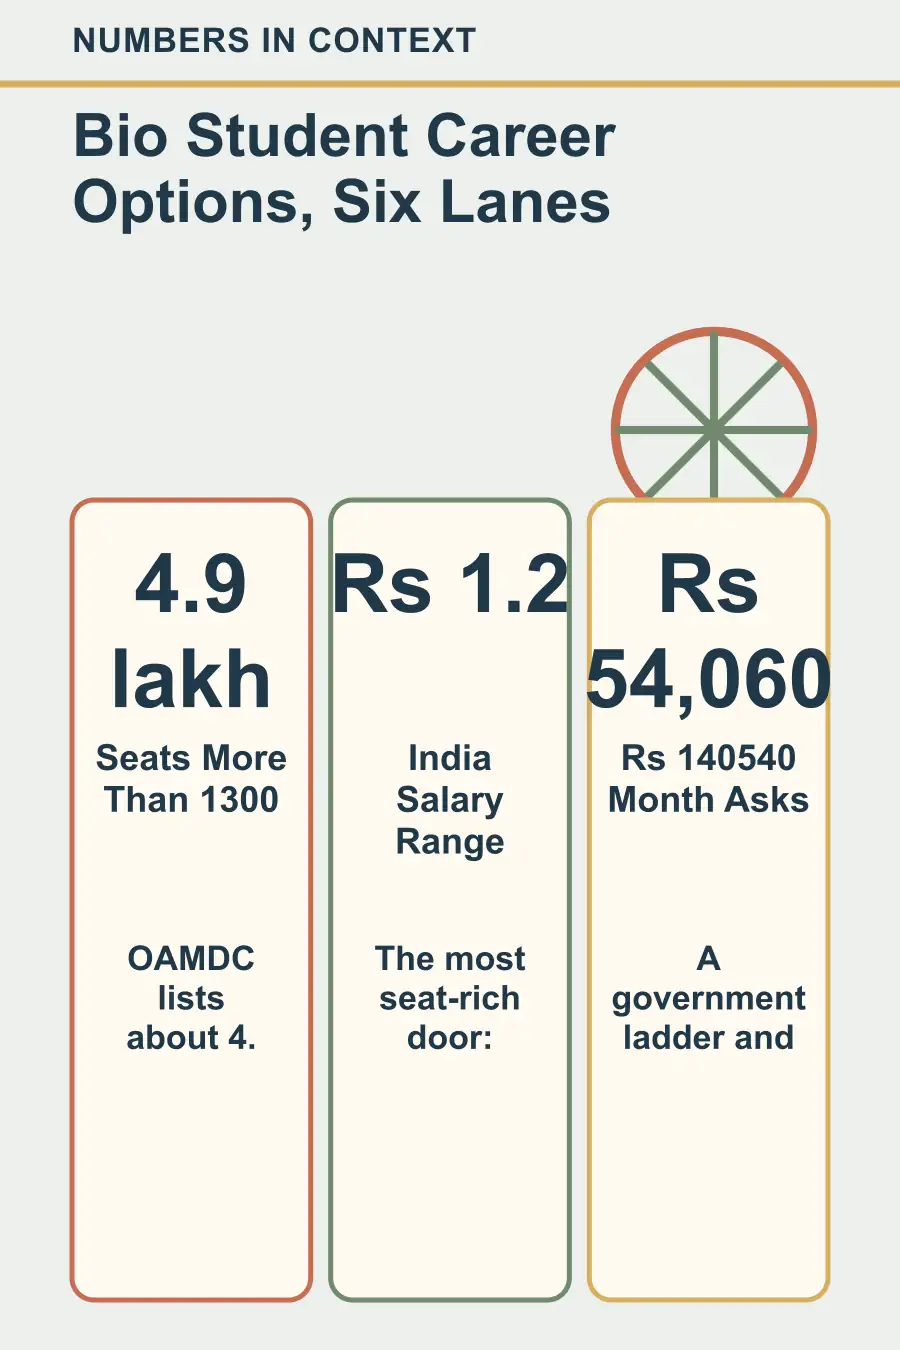 NUMBERS IN CONTEXT
Bio Student Career
Options, Six Lanes
4.9
lakh
Seats More
Than 1300
OAMDC
lists
about 4.
Rs 1.2
India
Salary
Range
The most
seat-rich
door:
Rs
54,060
Rs 140540
Month Asks
A
government
ladder and